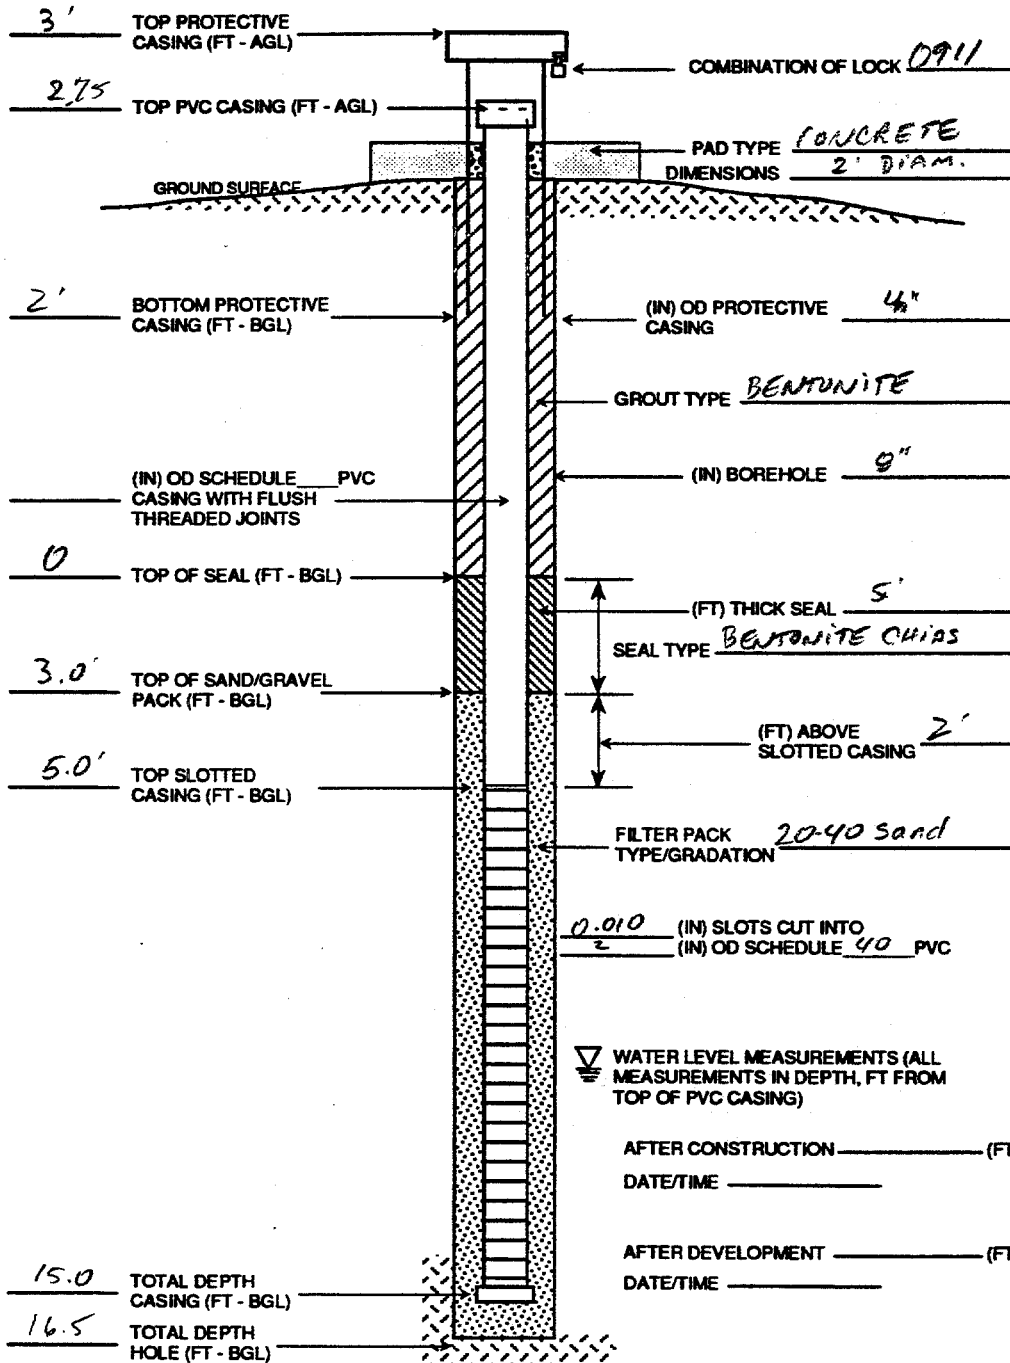 3' TOP PROTECTIVE
CASING (FT - AGL)
COMBINATION OF LOCK 0911
2.75 TOP PVC CASING (FT - AGL)
PAD TYPE CONCRETE
DIMENSIONS 2' DIAM.
GROUND SURFACE
2' BOTTOM PROTECTIVE
CASING (FT - BGL)
(IN) OD PROTECTIVE 4"
CASING
GROUT TYPE BENTONITE
(IN) BOREHOLE 8"
(IN) OD SCHEDULE____PVC
CASING WITH FLUSH
THREADED JOINTS
0 TOP OF SEAL (FT - BGL)
(FT) THICK SEAL
SEAL TYPE BENTONITE CHIPS
3.0' TOP OF SAND/GRAVEL
PACK (FT - BGL)
(FT) ABOVE
SLOTTED CASING 2'
5.0' TOP SLOTTED
CASING (FT - BGL)
FILTER PACK
TYPE/GRADATION 20-40 Sand
0.010 (IN) SLOTS CUT INTO
2 (IN) OD SCHEDULE 40 PVC
WATER LEVEL MEASUREMENTS (ALL
MEASUREMENTS IN DEPTH, FT FROM
TOP OF PVC CASING)
AFTER CONSTRUCTION (FT
DATE/TIME
AFTER DEVELOPMENT (FT
DATE/TIME
15.0 TOTAL DEPTH
CASING (FT - BGL)
16.5 TOTAL DEPTH
HOLE (FT - BGL)